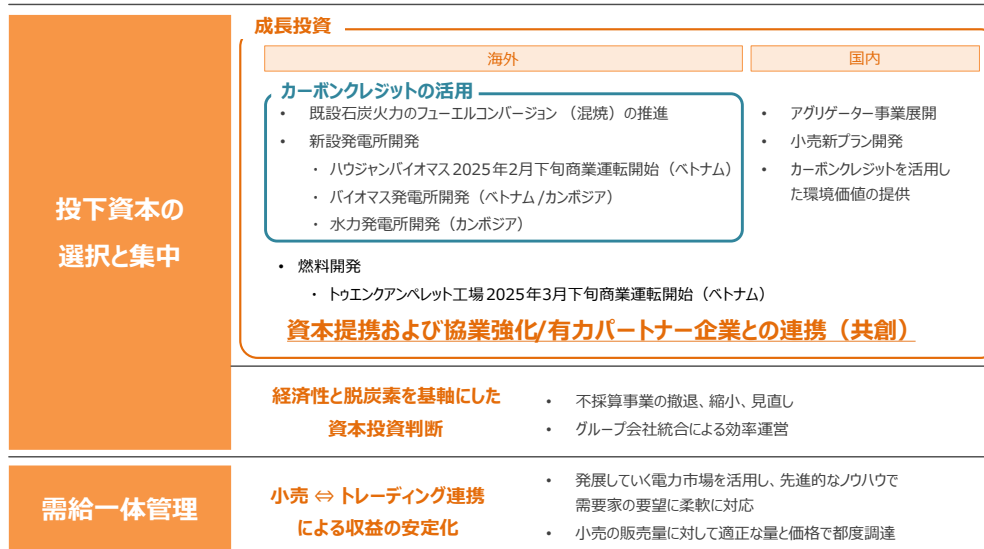 成長投資
海外
国内
カーボンクレジットの活用
• 既設石炭火力のフューエルコンバージョン（混焼）の推進
• 新設発電所開発
・ ハウジャンバイオマス2025年2月下旬商業運転開始（ベトナム）
・ バイオマス発電所開発（ベトナム/カンボジア）
・ 水力発電所開発（カンボジア）
• アグリゲーター事業展開
• 小売新プラン開発
• カーボンクレジットを活用し
た環境価値の提供
投下資本の
選択と集中
• 燃料開発
・ トゥエンクアンペレット工場2025年3月下旬商業運転開始（ベトナム）
資本提携および協業強化/有力パートナー企業との連携（共創）
経済性と脱炭素を基軸にした
資本投資判断
• 不採算事業の撤退、縮小、見直し
• グループ会社統合による効率運営
需給一体管理
小売 ⇔ トレーディング連携
による収益の安定化
• 発展していく電力市場を活用し、先進的なノウハウで
需要家の要望に柔軟に対応
• 小売の販売量に対して適正な量と価格で都度調達